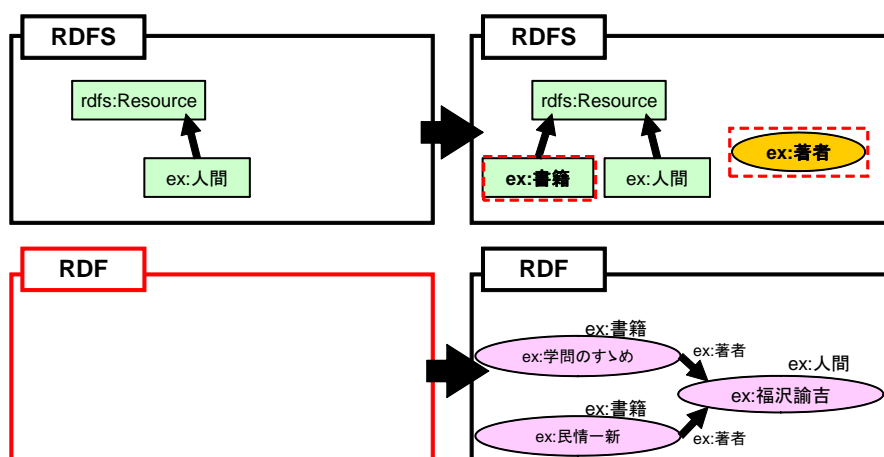 RDFS
rdfs:Resource
ex:人間
RDFS
rdfs:Resource
ex:書籍
ex:人間
ex:著者
RDF
RDF
ex:書籍
ex:学問のすゝめ
ex:著者
ex:人間
ex:福沢諭吉
ex:書籍
ex:民情一新
ex:著者